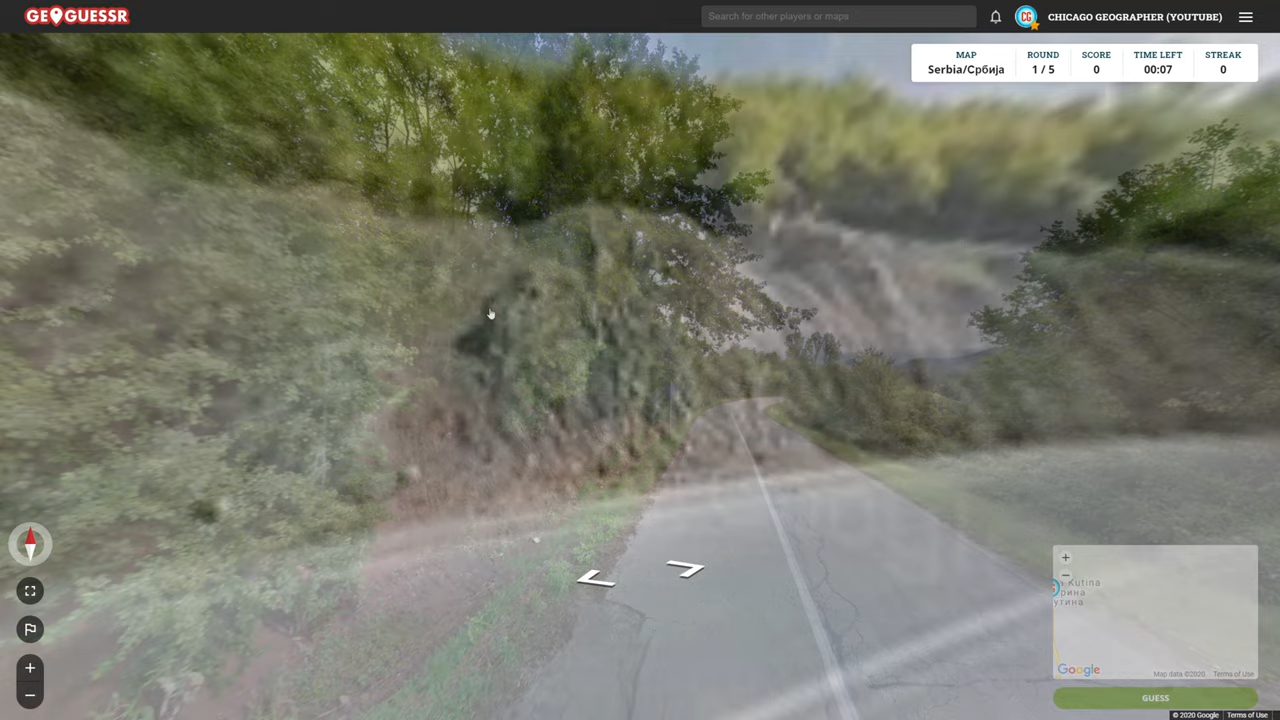 GEOGUESSR
Search for other players or maps
CG
CHICAGO GEOGRAPHER (YOUTUBE)
MAP
Serbia/Србија
ROUND
1 / 5
SCORE
0
TIME LEFT
00:07
STREAK
0
Kutina
рина
утина
Google
Map data ©2020
Terms of Use
GUESS
© 2020 Google
Terms of Use